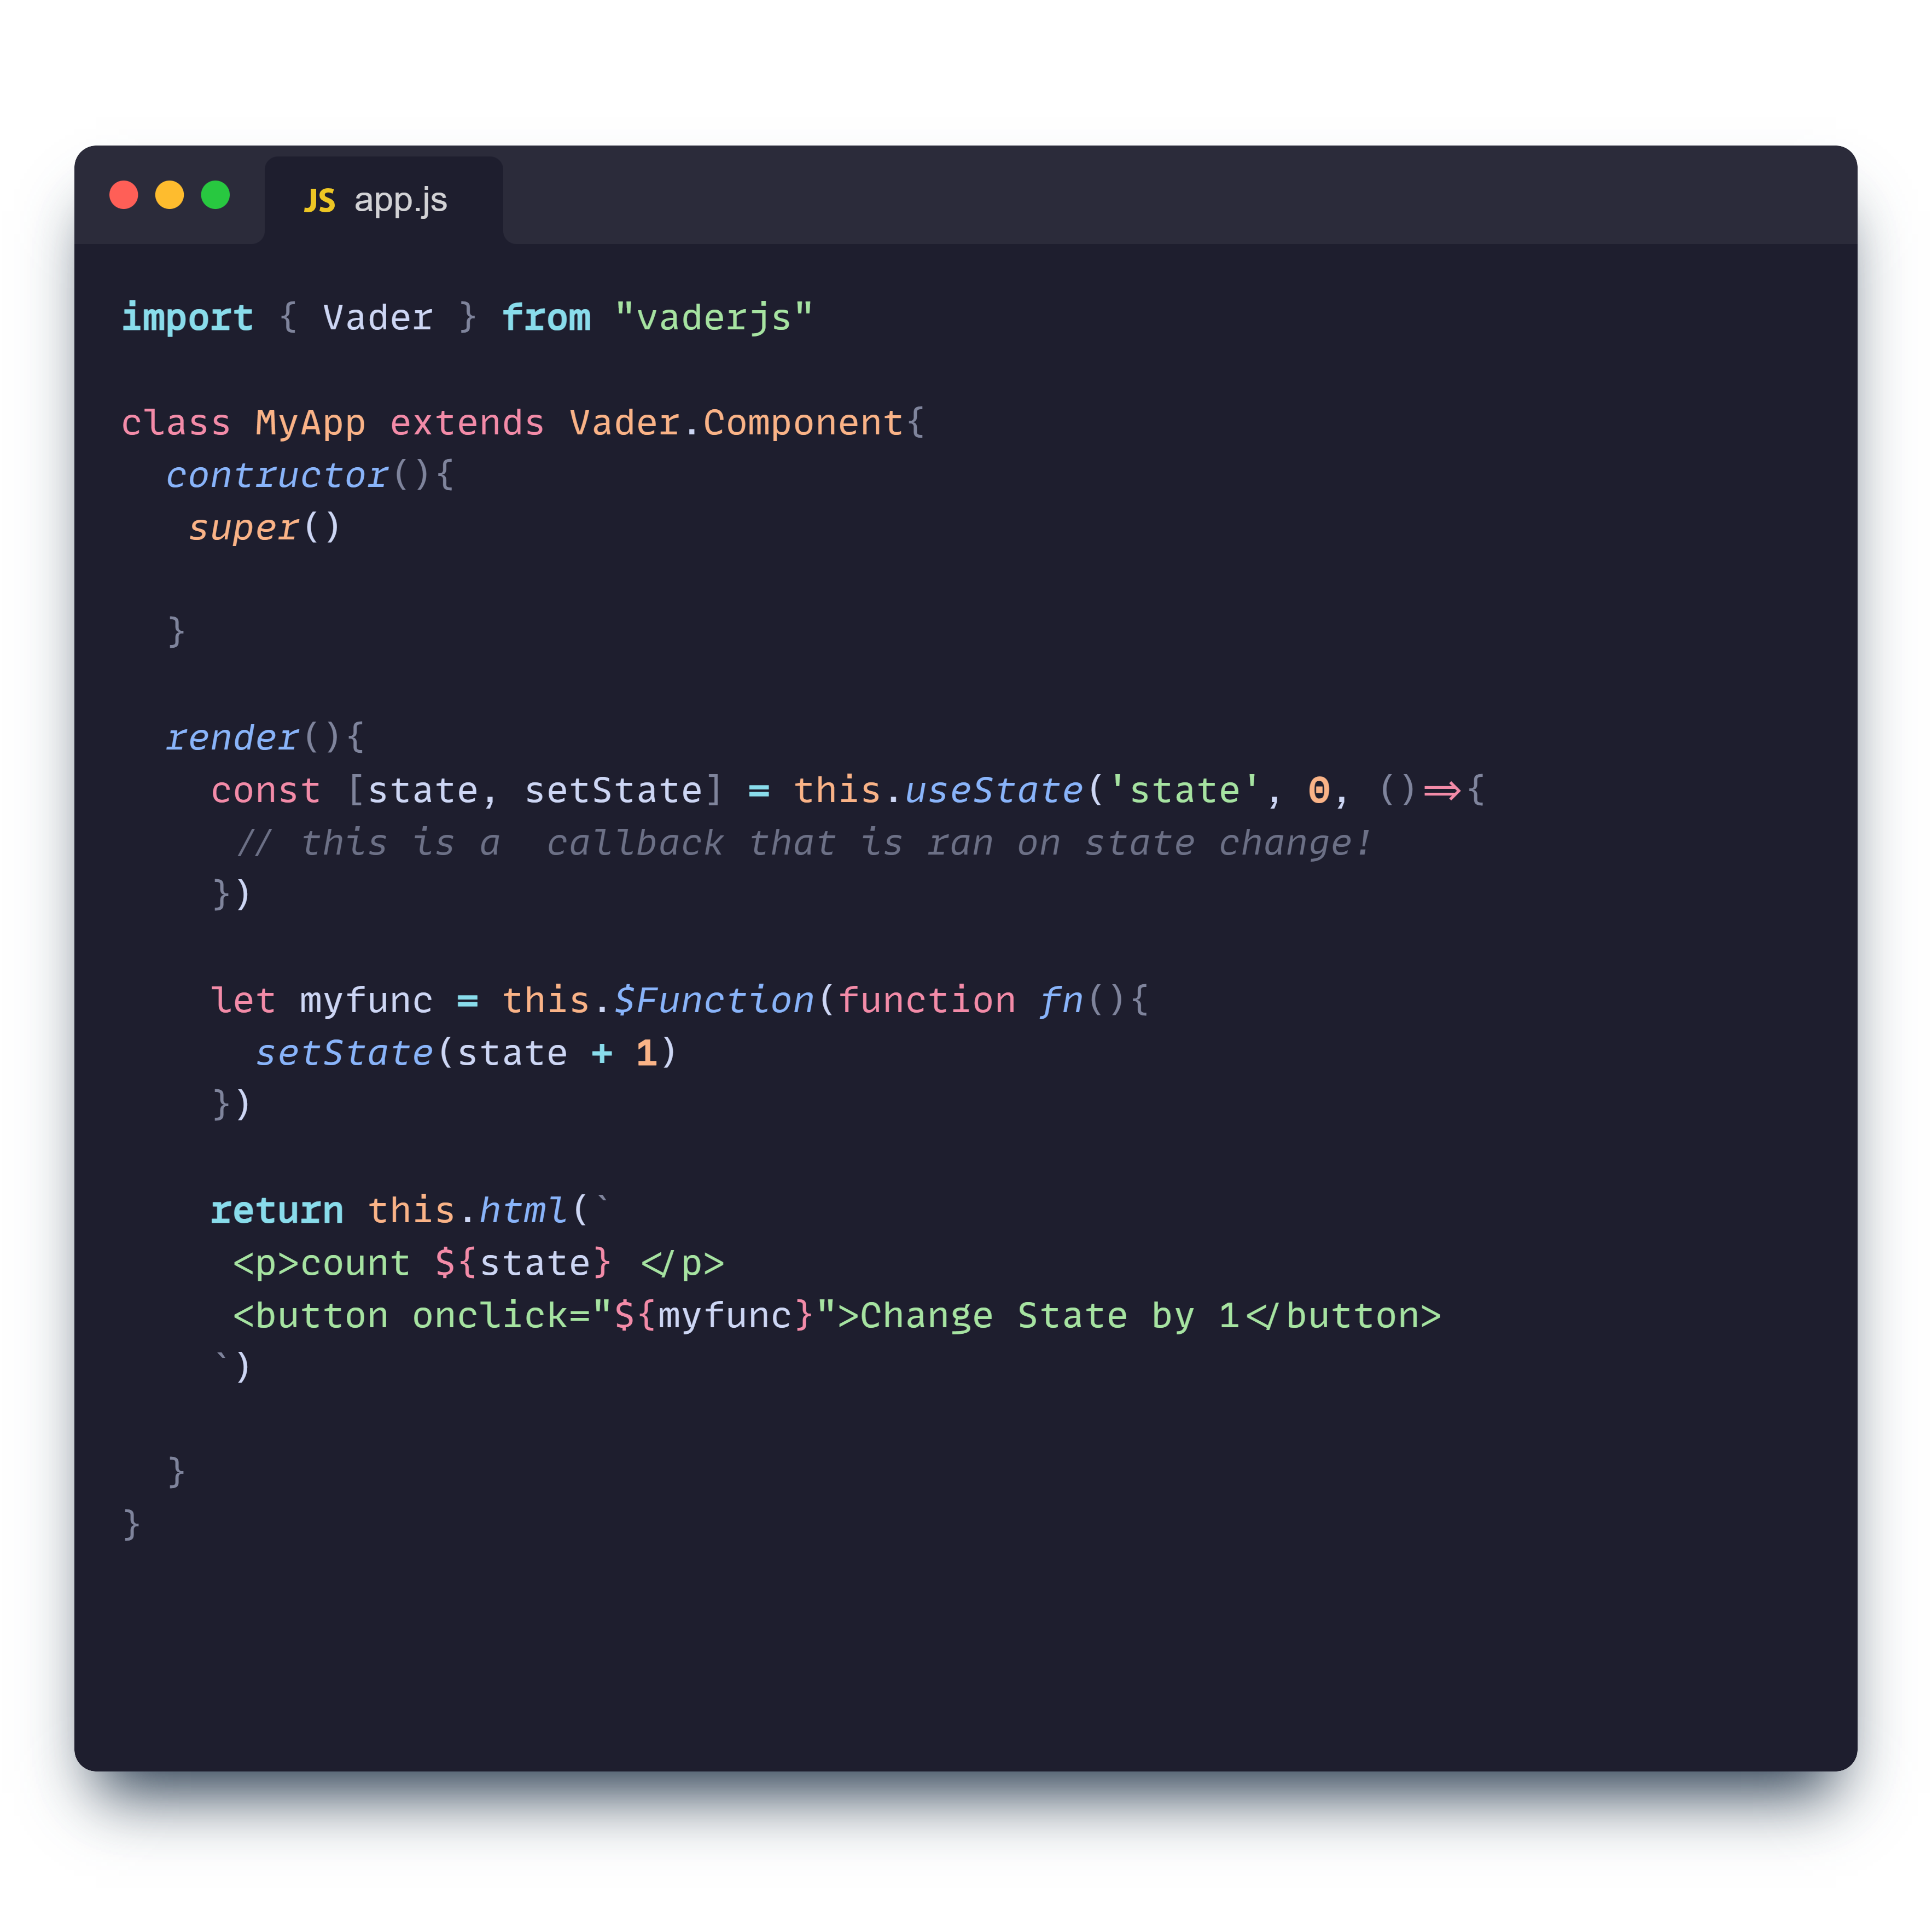 JS app.js
import { Vader } from "vaderjs"
class MyApp extends Vader.Component{
  contructor(){
   super()
  }
  render(){
    const [state, setState] = this.useState('state', 0, ()=>{
     // this is a  callback that is ran on state change!
    })
    let myfunc = this.$Function(function fn(){
      setState(state + 1)
    })
    return this.html(`
     <p>count ${state} </p>
     <button onclick="${myfunc}">Change State by 1</button>
    `)
  }
}